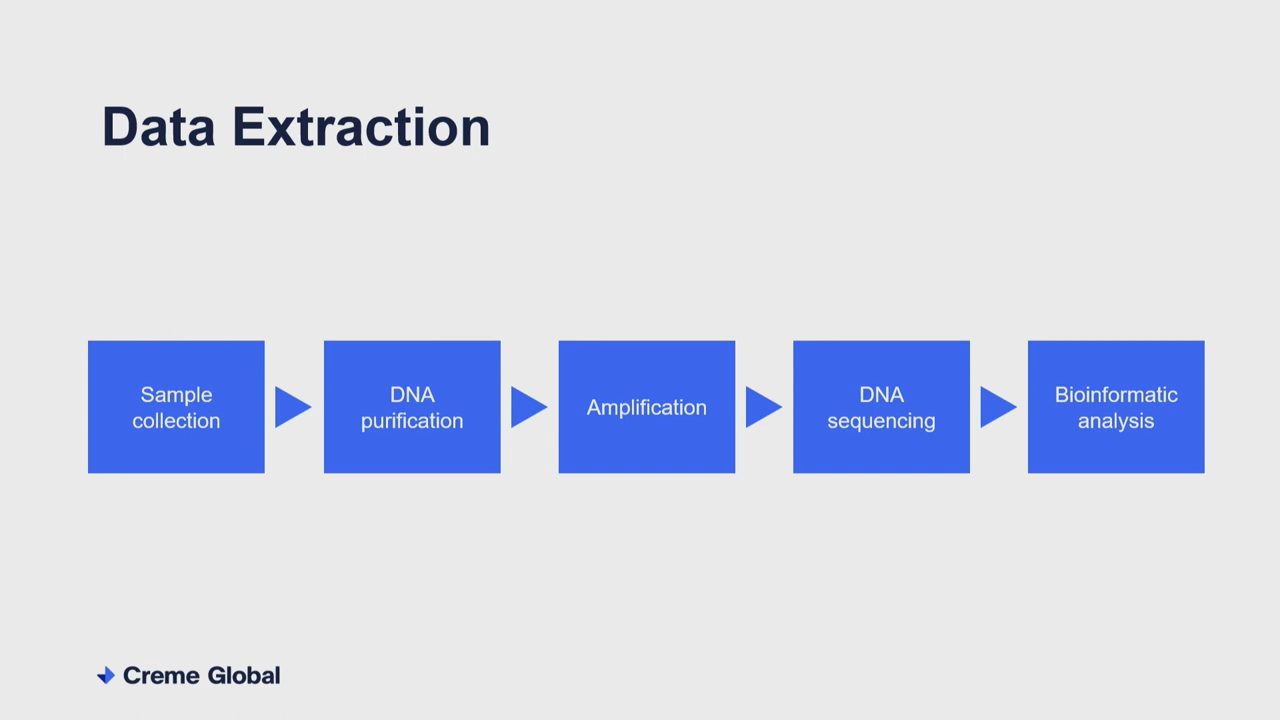 Data Extraction
Sample
collection
DNA
purification
Amplification
DNA
sequencing
Bioinformatic
analysis
Creme Global